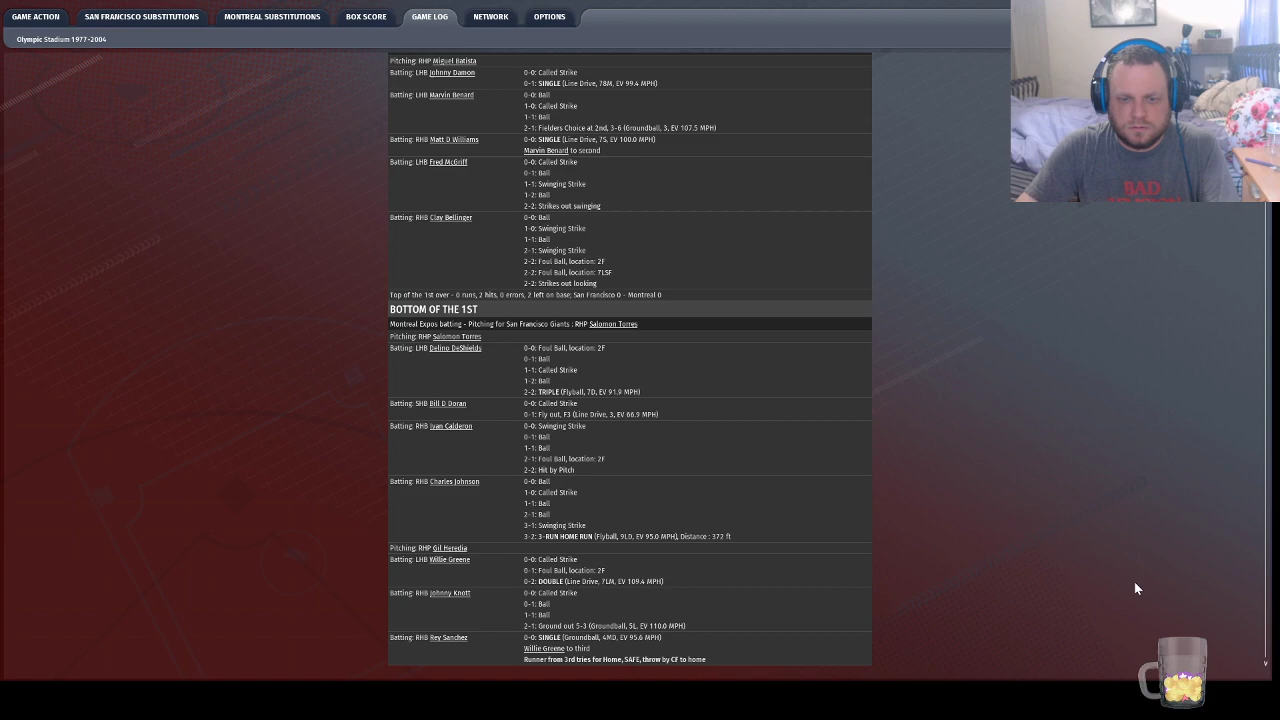 GAME ACTION
SAN FRANCISCO SUBSTITUTIONS
MONTREAL SUBSTITUTIONS
BOX SCORE
GAME LOG
NETWORK
OPTIONS
Olympic Stadium 1977-2004
Pitching: RHP Miguel Batista
Batting: LHB Johnny Damon 0-0: Called Strike
0-1: SINGLE (Line Drive, 78M, EV 99.4 MPH)
Batting: LHB Marvin Benard 0-0: Ball
1-0: Called Strike
1-1: Ball
2-1: Fielders Choice at 2nd, 3-6 (Groundball, 3, EV 107.5 MPH)
Batting: RHB Matt D Williams 0-0: SINGLE (Line Drive, 7S, EV 100.0 MPH)
Marvin Benard to second
Batting: LHB Fred McGriff 0-0: Called Strike
0-1: Ball
1-1: Swinging Strike
1-2: Ball
2-2: Strikes out swinging
Batting: RHB Clay Bellinger 0-0: Ball
1-0: Swinging Strike
1-1: Ball
2-1: Swinging Strike
2-2: Foul Ball, location: 2F
2-2: Foul Ball, location: 7LSF
2-2: Strikes out looking
Top of the 1st over - 0 runs, 2 hits, 0 errors, 2 left on base; San Francisco 0 - Montreal 0
BOTTOM OF THE 1ST
Montreal Expos batting - Pitching for San Francisco Giants : RHP Salomon Torres
Pitching: RHP Salomon Torres
Batting: LHB Delino DeShields 0-0: Foul Ball, location: 2F
0-1: Ball
1-1: Called Strike
1-2: Ball
2-2: TRIPLE (Flyball, 7D, EV 91.9 MPH)
Batting: SHB Bill D Doran 0-0: Called Strike
0-1: Fly out, F3 (Line Drive, 3, EV 66.9 MPH)
Batting: RHB Ivan Calderon 0-0: Swinging Strike
0-1: Ball
1-1: Ball
2-1: Foul Ball, location: 2F
2-2: Hit by Pitch
Batting: RHB Charles Johnson 0-0: Ball
1-0: Called Strike
1-1: Ball
2-1: Ball
3-1: Swinging Strike
3-2: 3-RUN HOME RUN (Flyball, 9LD, EV 95.0 MPH), Distance : 372 ft
Pitching: RHP Gil Heredia
Batting: LHB Willie Greene 0-0: Called Strike
0-1: Foul Ball, location: 2F
0-2: DOUBLE (Line Drive, 7LM, EV 109.4 MPH)
Batting: RHB Johnny Knott 0-0: Called Strike
0-1: Ball
1-1: Ball
2-1: Ground out 5-3 (Groundball, 5L, EV 110.0 MPH)
Batting: RHB Rey Sanchez 0-0: SINGLE (Groundball, 4MD, EV 95.6 MPH)
Willie Greene to third
Runner from 3rd tries for Home, SAFE, throw by CF to home
BAD